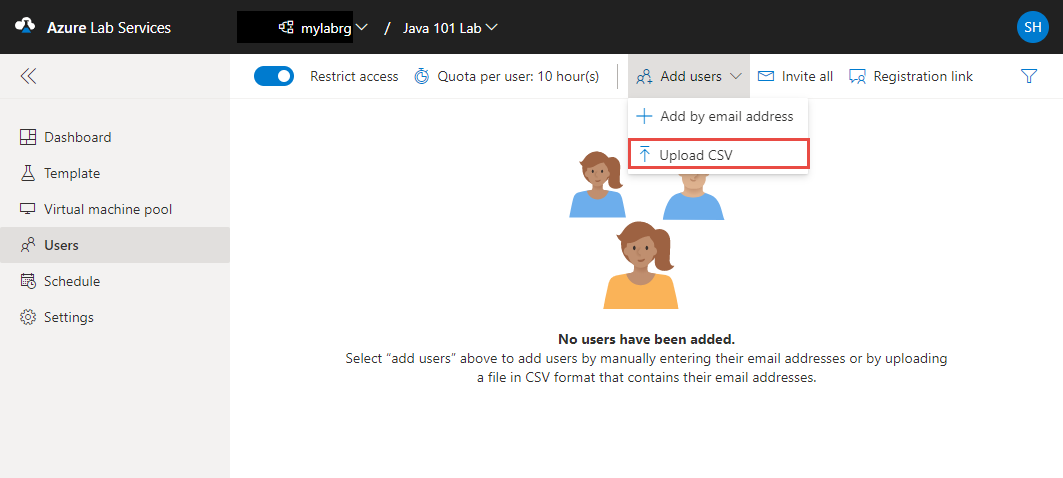 Azure Lab Services
mylabrg / Java 101 Lab
SH
Restrict access Quota per user: 10 hour(s) Add users Invite all Registration link
Add by email address
Upload CSV
Dashboard
Template
Virtual machine pool
Users
Schedule
Settings
No users have been added.
Select “add users” above to add users by manually entering their email addresses or by uploading
a file in CSV format that contains their email addresses.